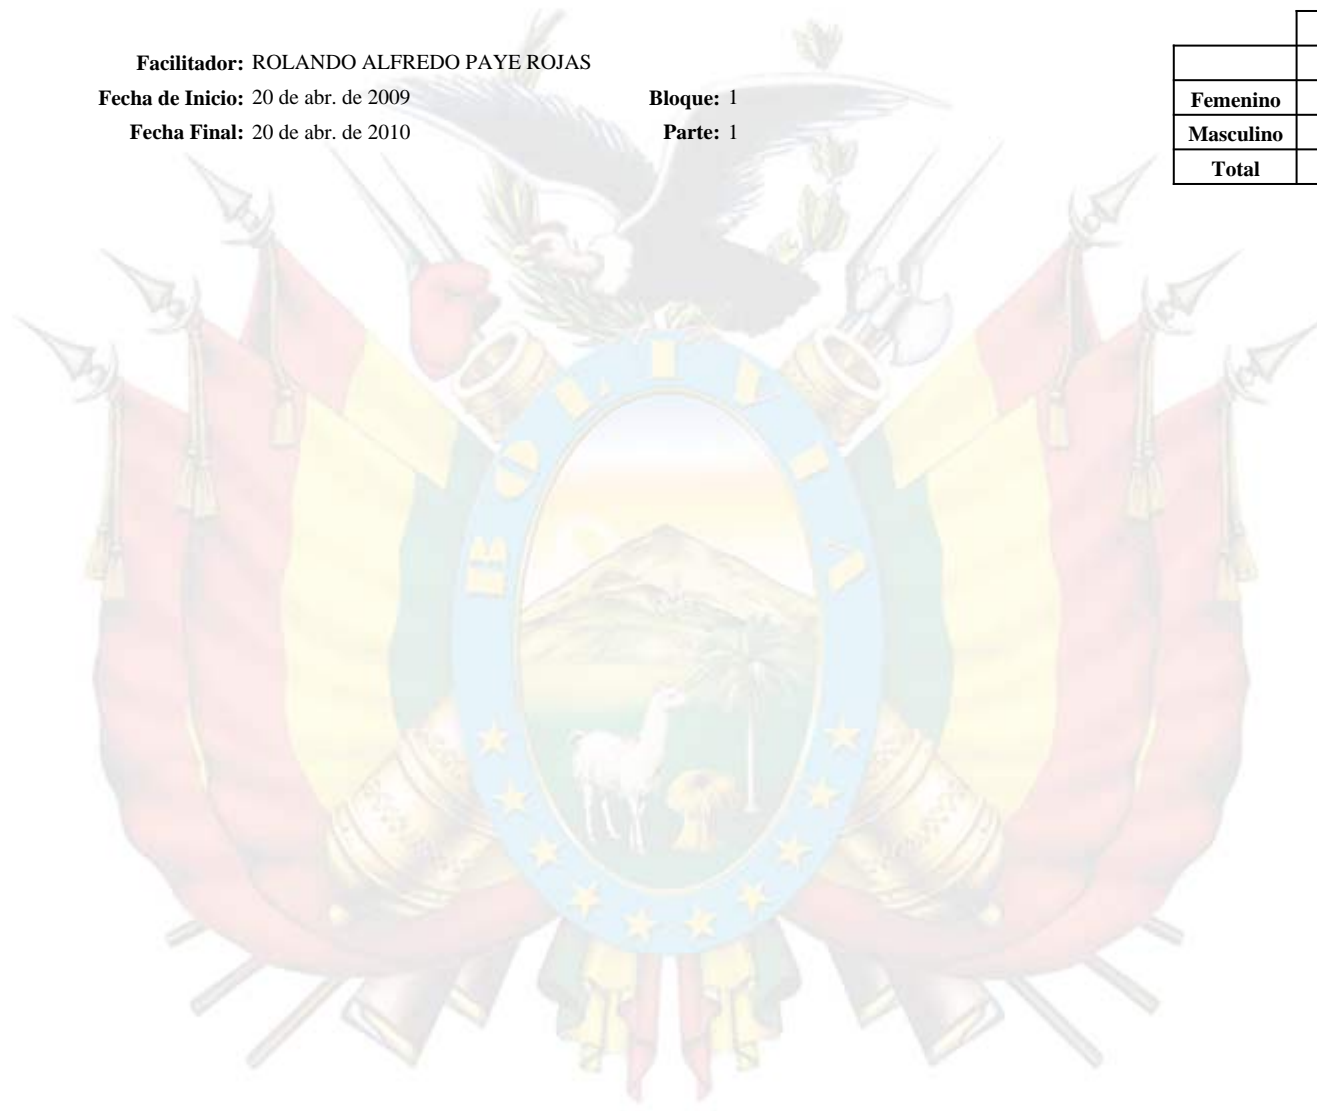 Facilitador: ROLANDO ALFREDO PAYE ROJAS
Fecha de Inicio: 20 de abr. de 2009 Bloque: 1
Fecha Final: 20 de abr. de 2010 Parte: 1
Femenino
Masculino
Total
BOLIVIA